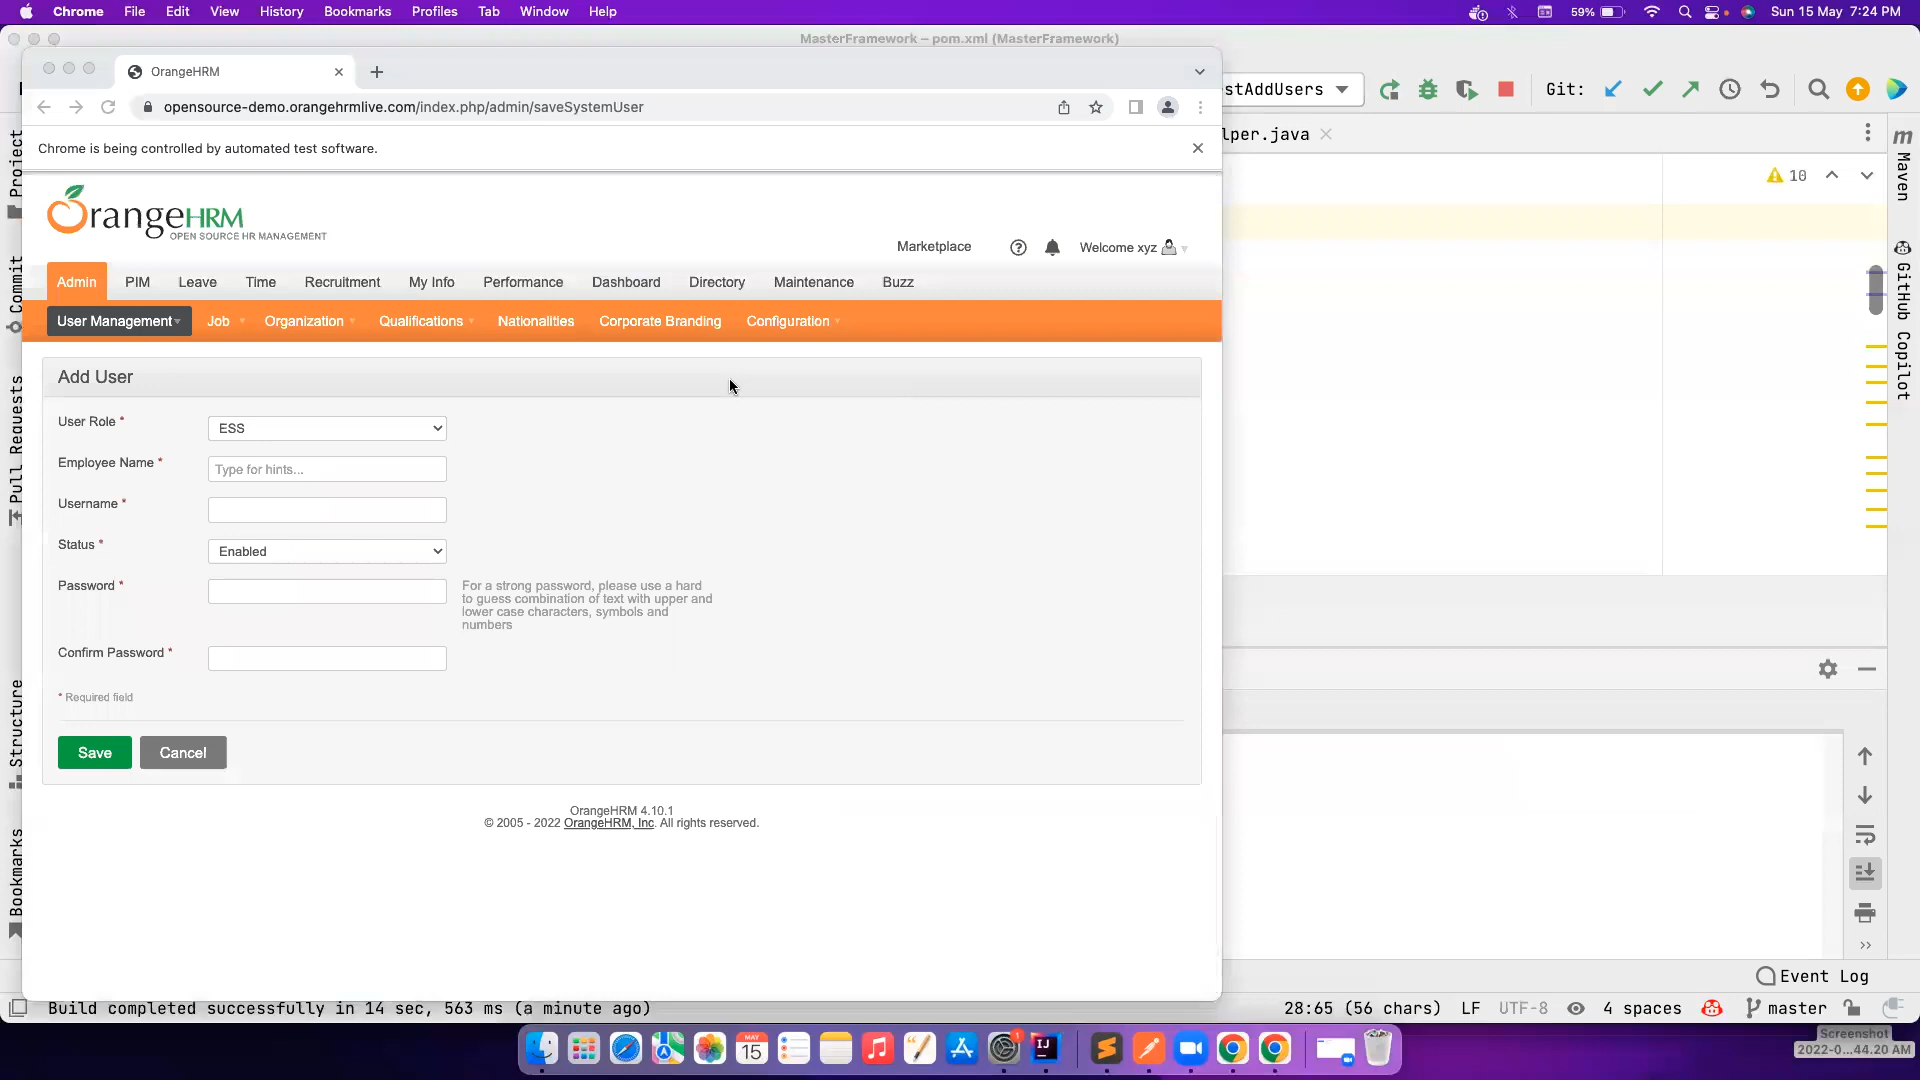 Chrome File Edit View History Bookmarks Profiles Tab Window Help 59% Sun 15 May 7:24 PM
MasterFramework – pom.xml (MasterFramework)
OrangeHRM
stAddUsers Git:
opensource-demo.orangehrmlive.com/index.php/admin/saveSystemUser
lper.java
Chrome is being controlled by automated test software.
10
OrangeHRM
OPEN SOURCE HR MANAGEMENT
Marketplace Welcome xyz
Admin PIM Leave Time Recruitment My Info Performance Dashboard Directory Maintenance Buzz
User Management Job Organization Qualifications Nationalities Corporate Branding Configuration
Add User
User Role * ESS
Employee Name * Type for hints...
Username *
Status * Enabled
Password * For a strong password, please use a hard
to guess combination of text with upper and
lower case characters, symbols and
numbers
Confirm Password *
* Required field
Save Cancel
OrangeHRM 4.10.1
© 2005 - 2022 OrangeHRM, Inc. All rights reserved.
Project
Commit
Pull Requests
Structure
Bookmarks
m
Maven
GitHub Copilot
Event Log
Build completed successfully in 14 sec, 563 ms (a minute ago) 28:65 (56 chars) LF UTF-8 4 spaces master
MAY
15
1
IJ
Screenshot
2022-0...44.20 AM